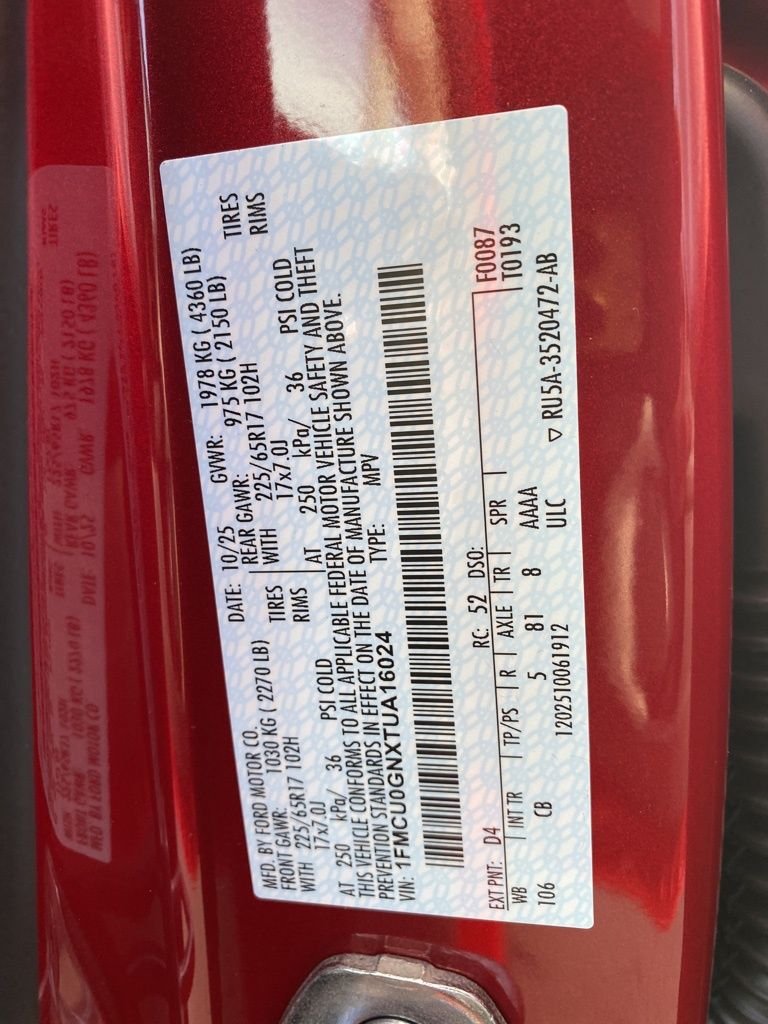 MFD. BY FORD MOTOR CO.
DATE: 10/25 GVWR: 1978 KG ( 4360 LB)
FRONT GAWR: 1030 KG ( 2270 LB) REAR GAWR: 975 KG ( 2150 LB)
WITH 225/65R17 102H TIRES WITH 225/65R17 102H TIRES
17x7.0J RIMS 17x7.0J RIMS
AT 250 kPa/ 36 PSI COLD AT 250 kPa/ 36 PSI COLD
THIS VEHICLE CONFORMS TO ALL APPLICABLE FEDERAL MOTOR VEHICLE SAFETY AND THEFT
PREVENTION STANDARDS IN EFFECT ON THE DATE OF MANUFACTURE SHOWN ABOVE.
VIN: 1FMCU0GNXTUA16024 TYPE: MPV
EXT PNT: D4 RC: 52 DSO: F0087
WB INT TR TP/PS R AXLE TR SPR T0193
106 CB 5 81 8 AAAA
1202510061912 ULC ▽ RU5A-3520472-AB